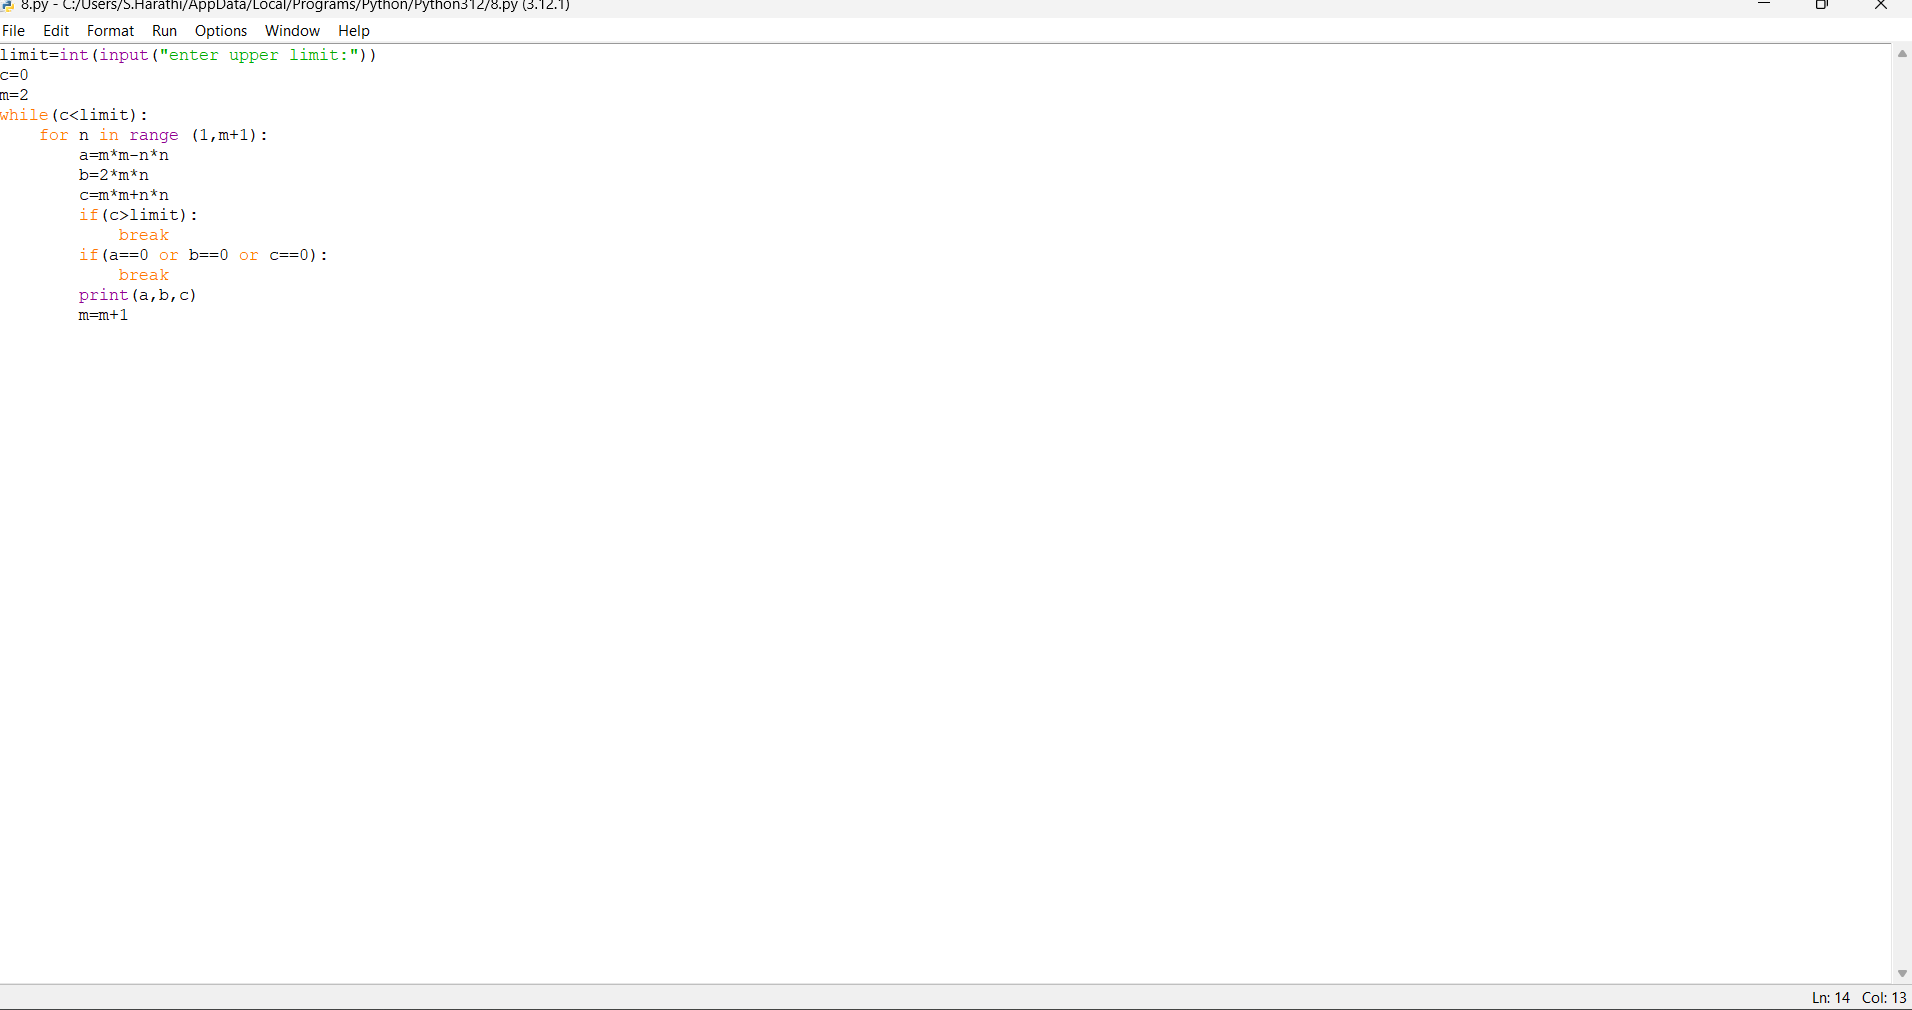 8.py - C:/Users/S.Harathi/AppData/Local/Programs/Python/Python312/8.py (3.12.1)
File Edit Format Run Options Window Help
limit=int(input("enter upper limit:"))
c=0
m=2
while(c<limit):
    for n in range (1,m+1):
        a=m*m-n*n
        b=2*m*n
        c=m*m+n*n
        if(c>limit):
            break
        if(a==0 or b==0 or c==0):
            break
        print(a,b,c)
        m=m+1
Ln: 14 Col: 13